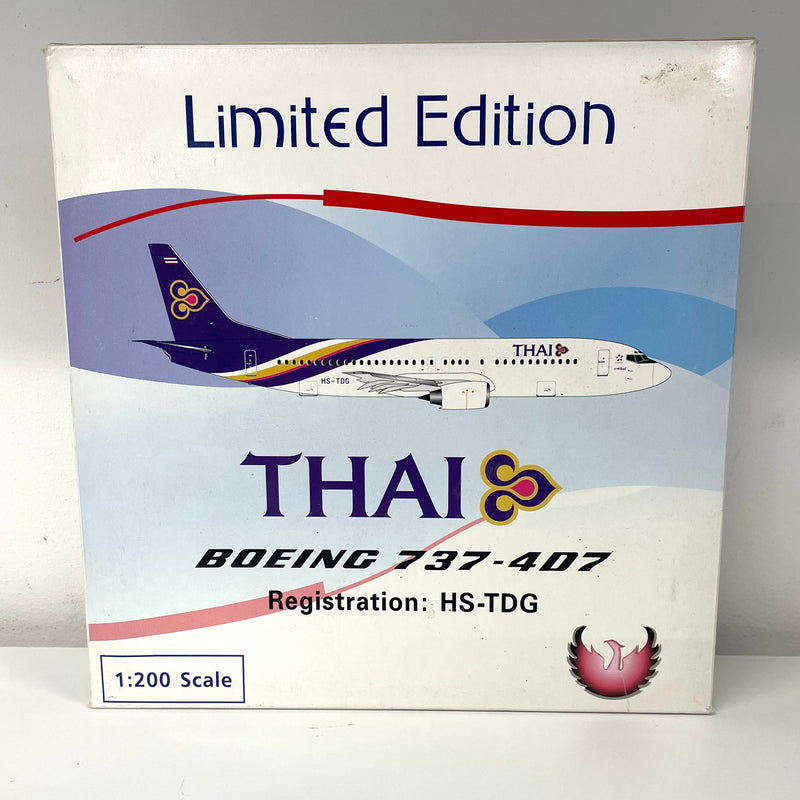 Limited Edition
THAI
HS-TDG
THAI
BOEING 737-4D7
Registration: HS-TDG
1:200 Scale